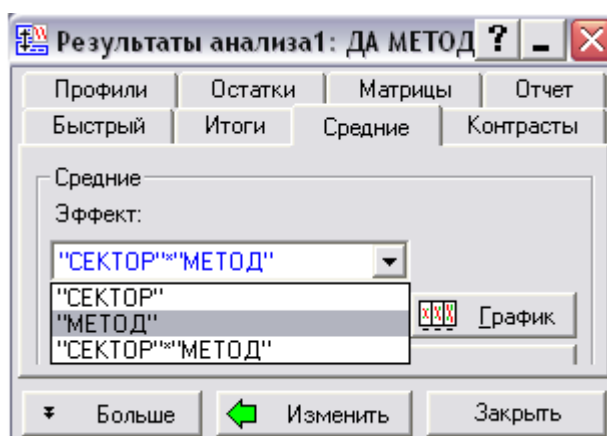 Результаты анализа1: ДА МЕТОД ?
Профили Остатки Матрицы Отчет
Быстрый Итоги Средние Контрасты
Средние
Эффект:
"СЕКТОР"*"МЕТОД"
"СЕКТОР"
"МЕТОД"
График
"СЕКТОР"*"МЕТОД"
Больше Изменить Закрыть